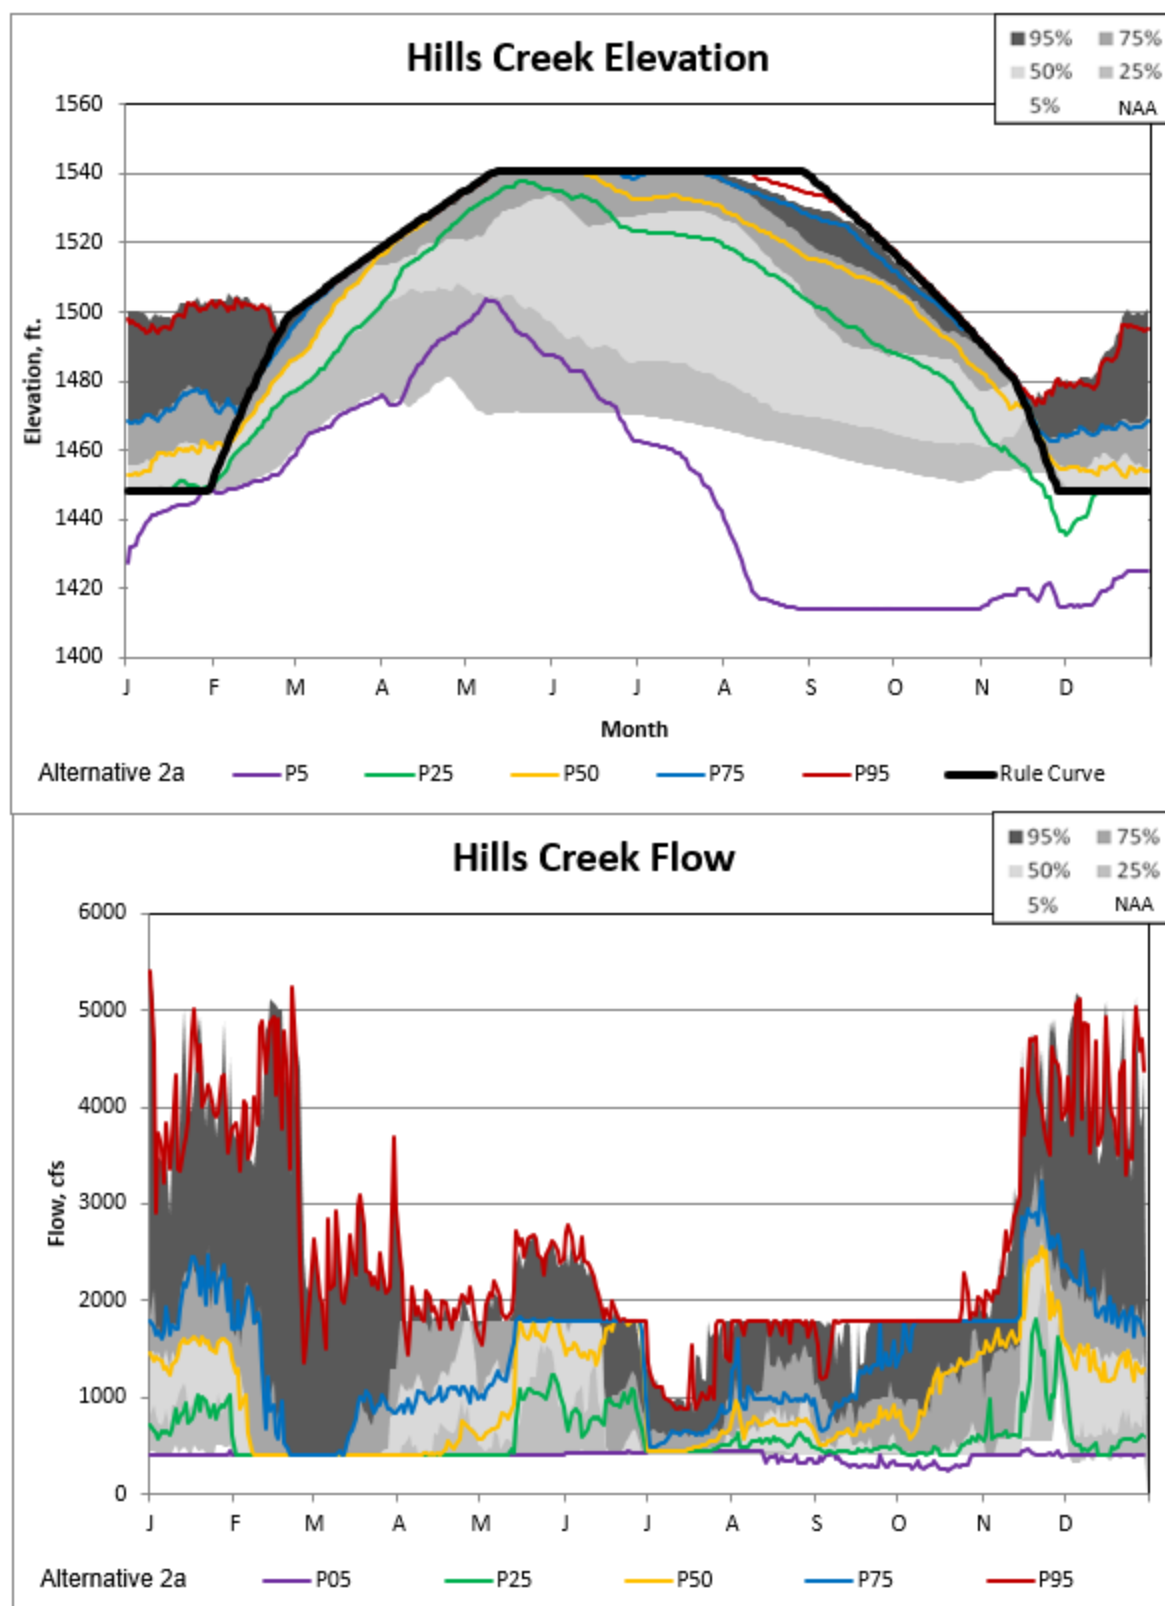 Hills Creek Elevation
95% 75%
50% 25%
5% NAA
1560
1540
1520
1500
1480
1460
1440
1420
1400
Elevation, ft.
J F M A M J J A S O N D
Month
Alternative 2a P5 P25 P50 P75 P95 Rule Curve
Hills Creek Flow
95% 75%
50% 25%
5% NAA
6000
5000
4000
3000
2000
1000
0
Flow, cfs
J F M A M J J A S O N D
Alternative 2a P05 P25 P50 P75 P95